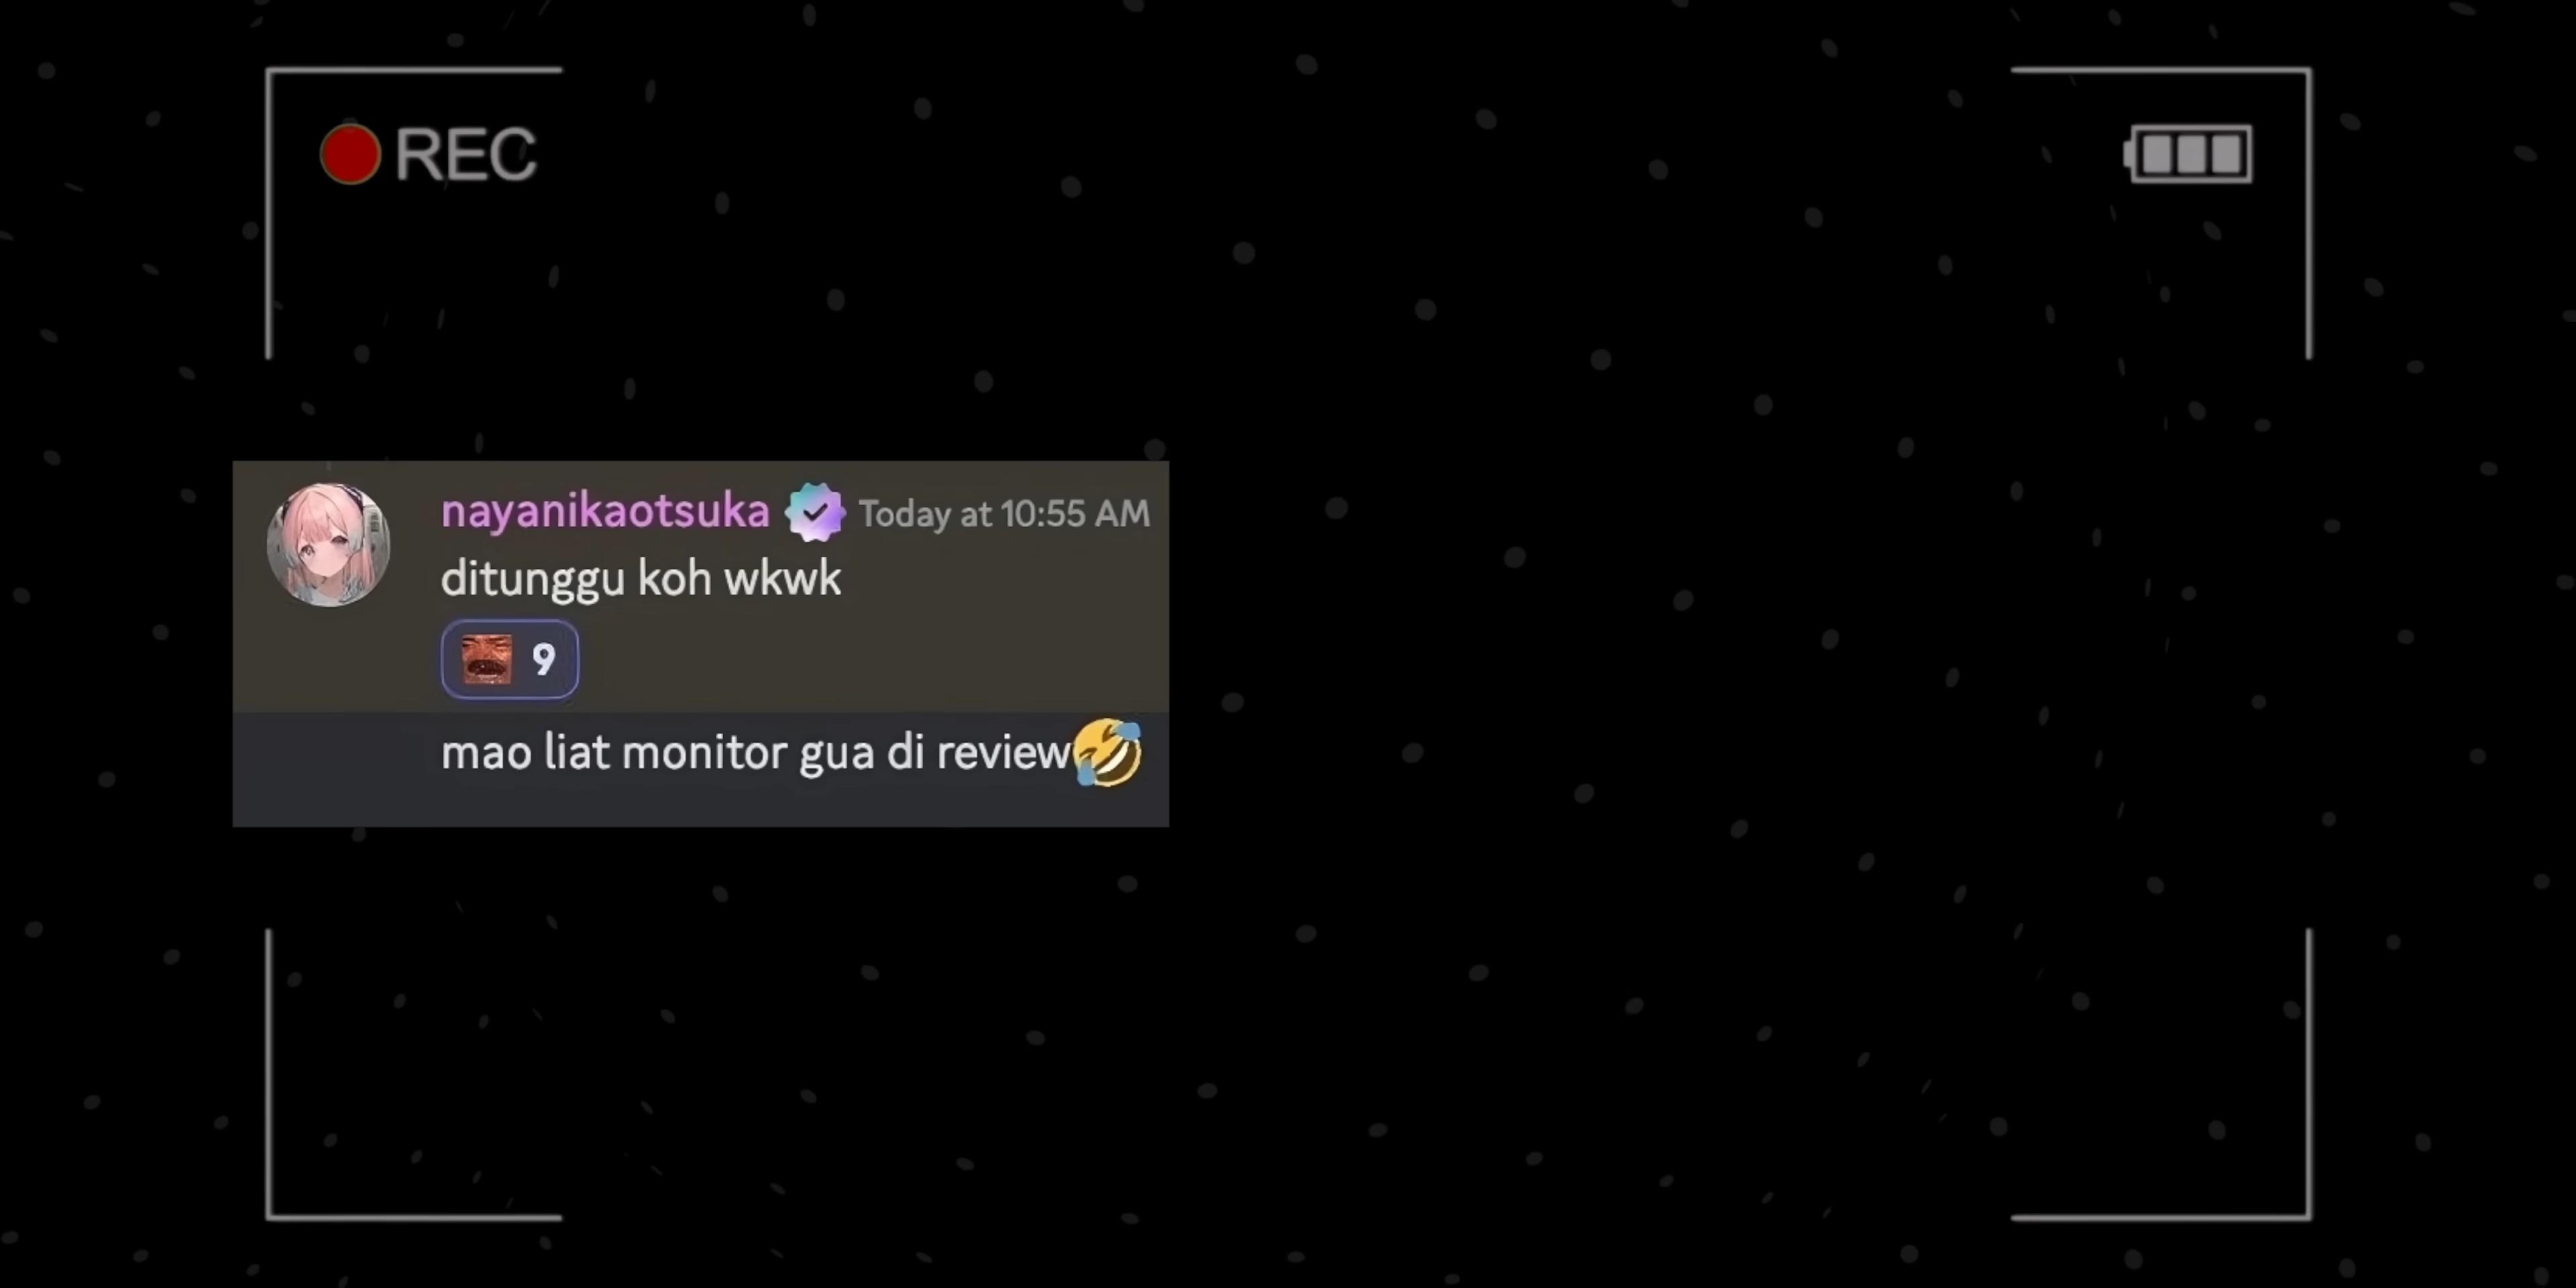 REC
nayanikaotsuka Today at 10:55 AM
ditunggu koh wkwk
9
mao liat monitor gua di review🤣